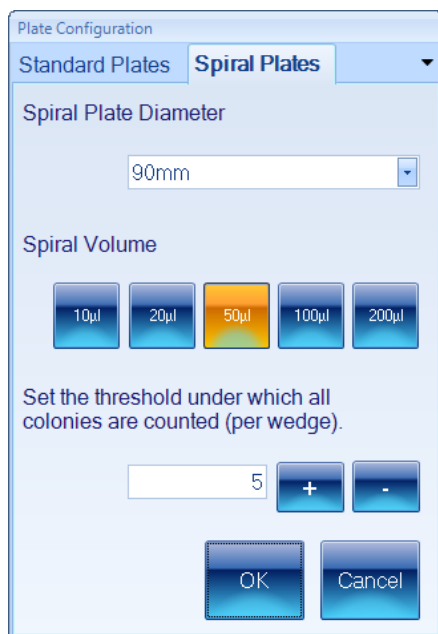 Plate Configuration
Standard Plates Spiral Plates
Spiral Plate Diameter
90mm
Spiral Volume
10µl 20µl 50µl 100µl 200µl
Set the threshold under which all
colonies are counted (per wedge).
5 + -
OK Cancel